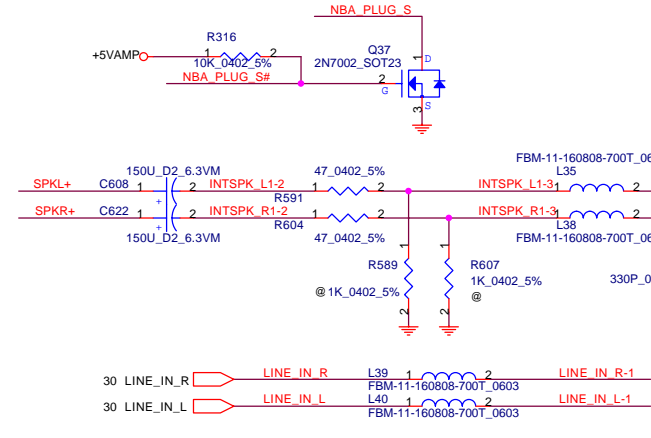 NBA_PLUG_S
R316
+5VAMP
1
2
10K_0402_5%
NBA_PLUG_S#
Q37
2N7002_SOT23
1
D
2
G
S
3
FBM-11-160808-700T_06
150U_D2_6.3VM
47_0402_5%
L35
SPKL+
C608
1
2
INTSPK_L1-2
1
2
INTSPK_L1-3
1
2
+
R591
SPKR+
C622
1
2
INTSPK_R1-2
1
2
INTSPK_R1-3
1
2
+
R604
L38
150U_D2_6.3VM
47_0402_5%
FBM-11-160808-700T_06
1
1
R589
R607
@
1K_0402_5%
1K_0402_5%
@
330P_0
2
2
30
LINE_IN_R
LINE_IN_R
L39
1
2
LINE_IN_R-1
FBM-11-160808-700T_0603
30
LINE_IN_L
LINE_IN_L
L40
1
2
LINE_IN_L-1
FBM-11-160808-700T_0603